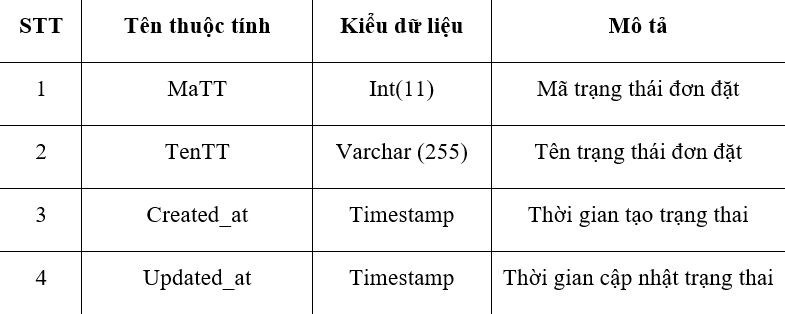 STT Tên thuộc tính Kiểu dữ liệu Mô tả
1 MaTT Int(11) Mã trạng thái đơn đặt
2 TenTT Varchar (255) Tên trạng thái đơn đặt
3 Created_at Timestamp Thời gian tạo trạng thai
4 Updated_at Timestamp Thời gian cập nhật trạng thai